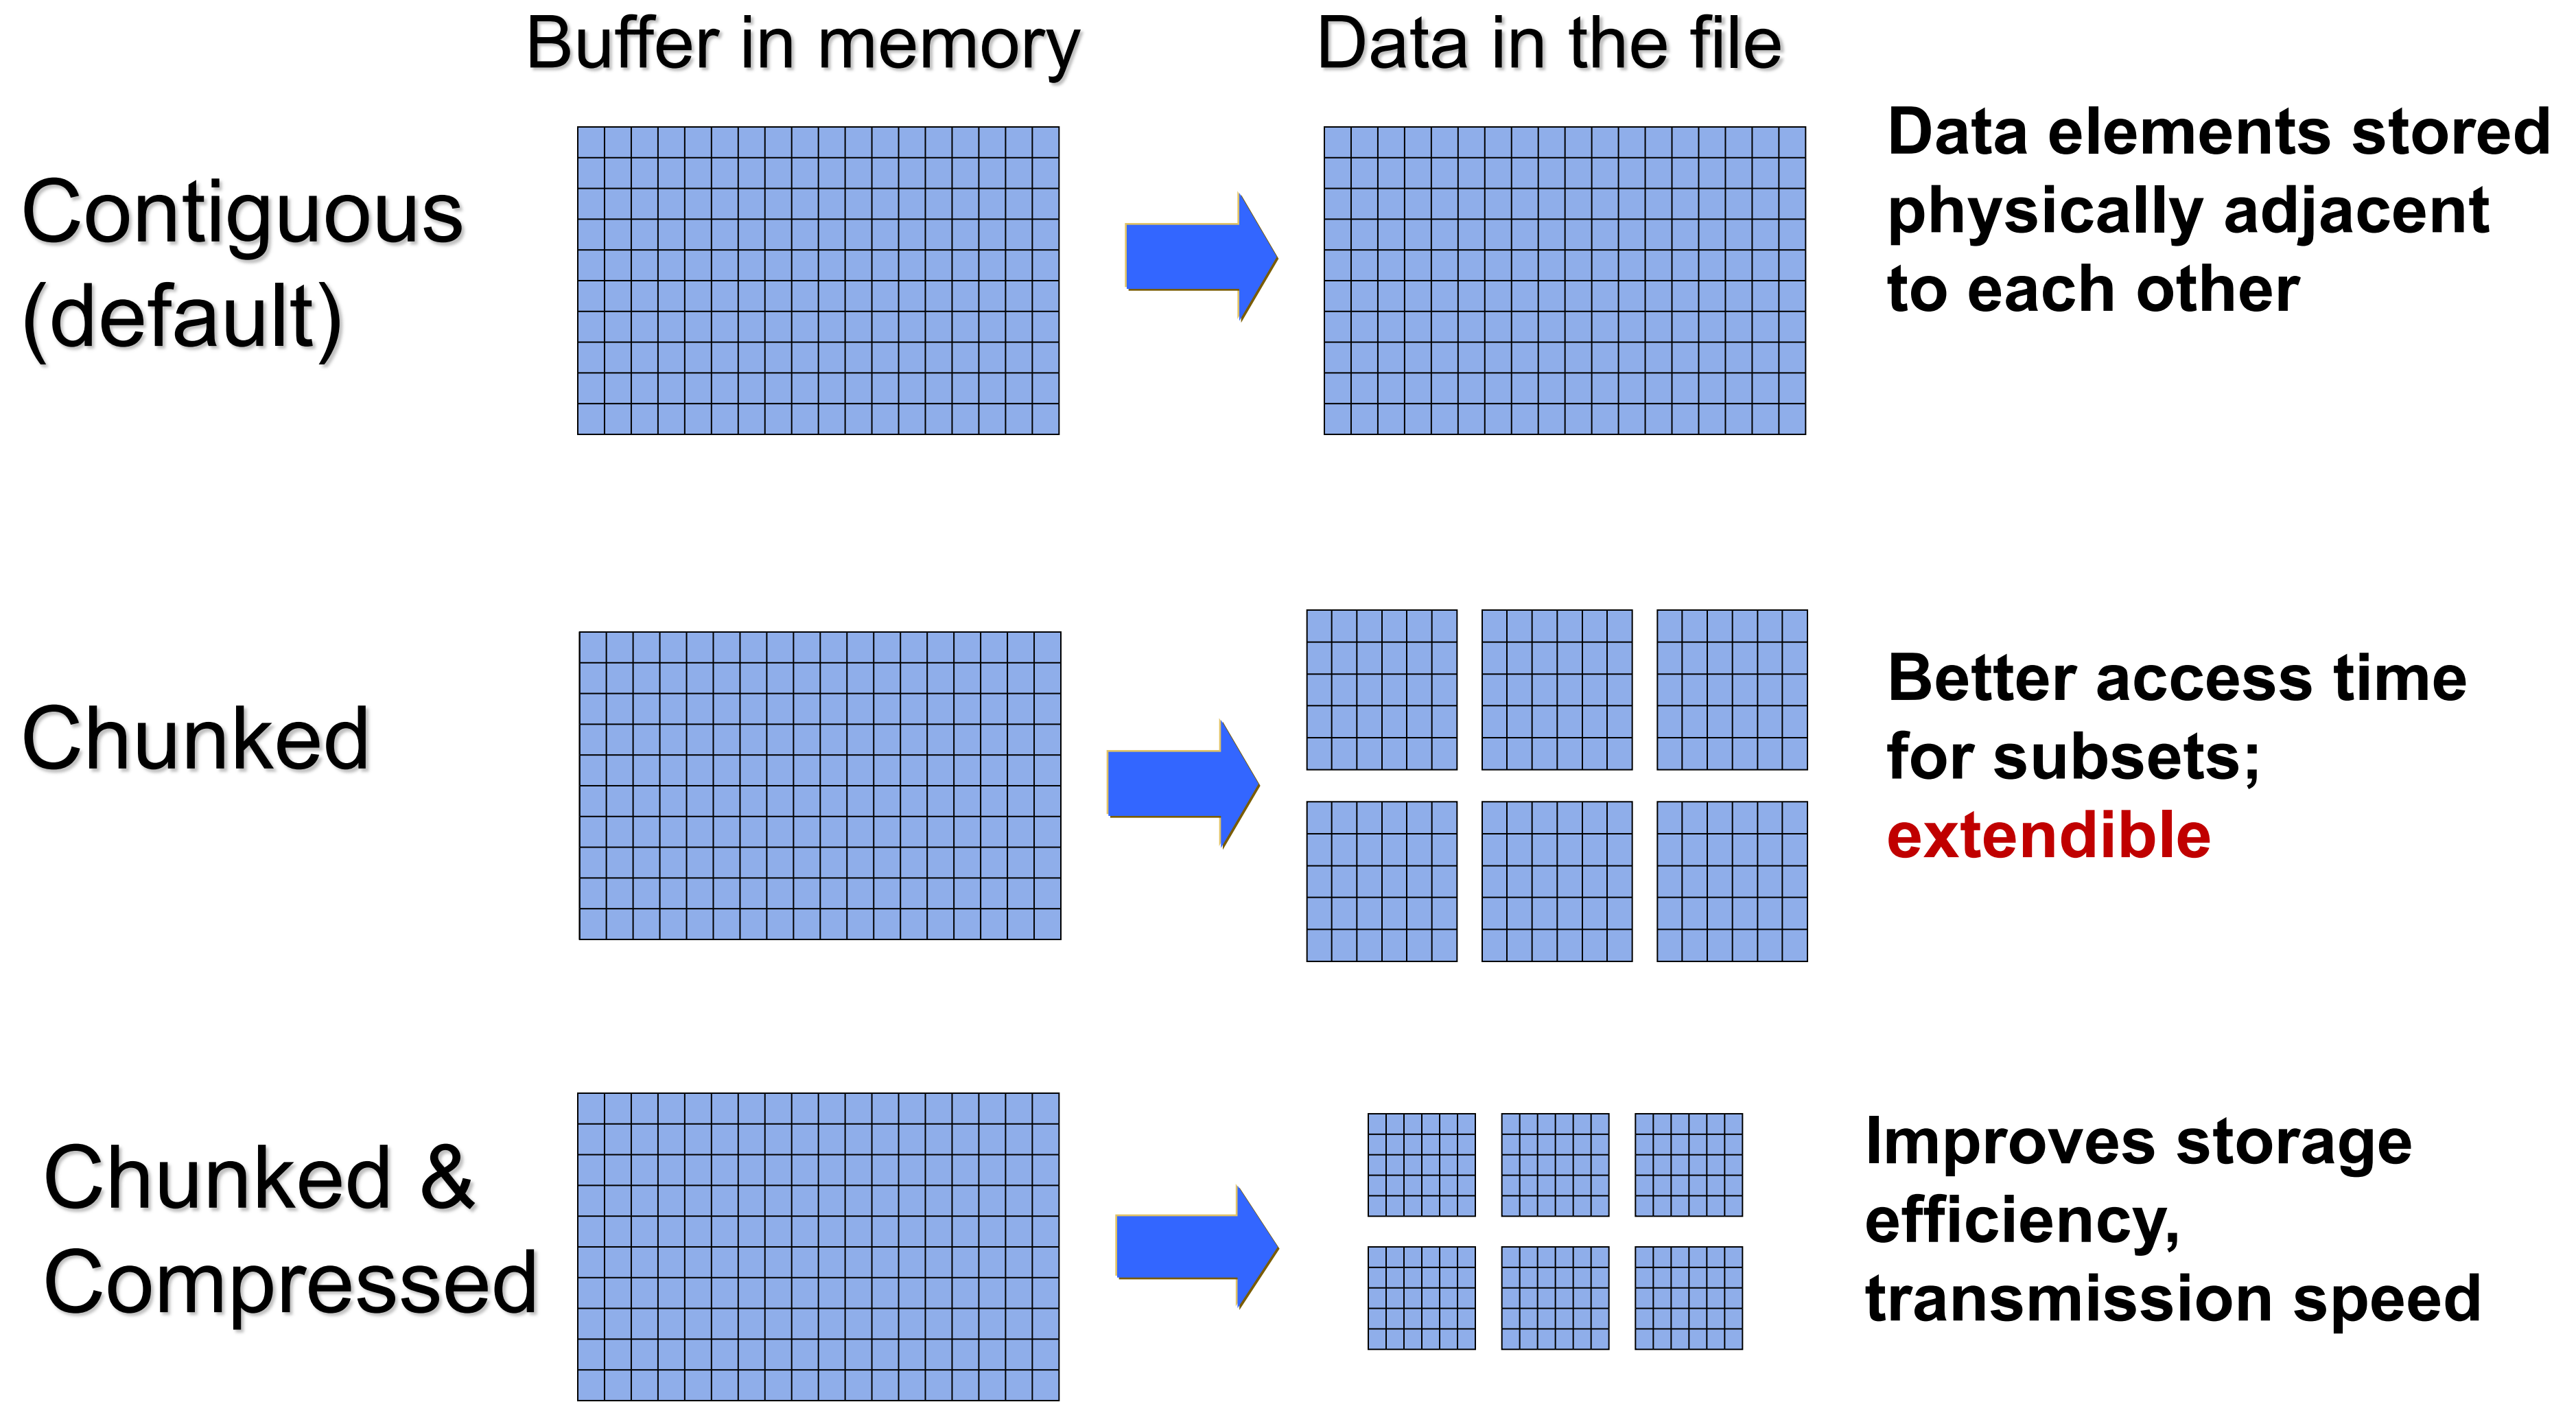 Buffer in memory
Data in the file
Contiguous
(default)
Data elements stored
physically adjacent
to each other
Chunked
Better access time
for subsets;
extendible
Chunked &
Compressed
Improves storage
efficiency,
transmission speed